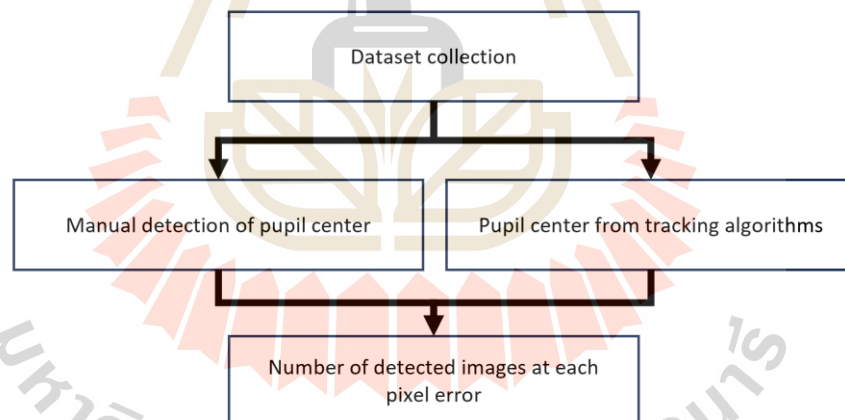 Dataset collection
Manual detection of pupil center
Pupil center from tracking algorithms
Number of detected images at each
pixel error